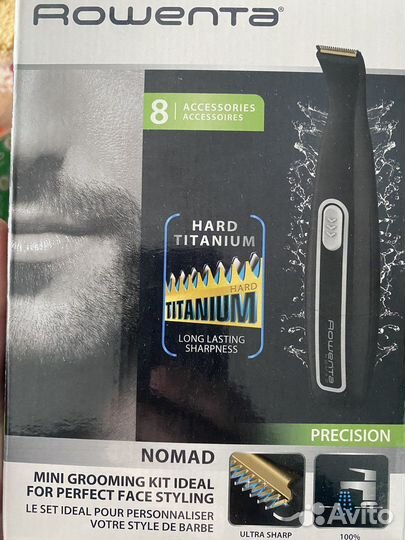 Rowenta
8 ACCESSORIES
ACCESSOIRES
HARD
TITANIUM
HARD
TITANIUM
LONG LASTING
SHARPNESS
Rowenta
PRECISION
NOMAD
MINI GROOMING KIT IDEAL
FOR PERFECT FACE STYLING
LE SET IDEAL POUR PERSONNALISER
VOTRE STYLE DE BARBE
ULTRA SHARP
100%
Avito